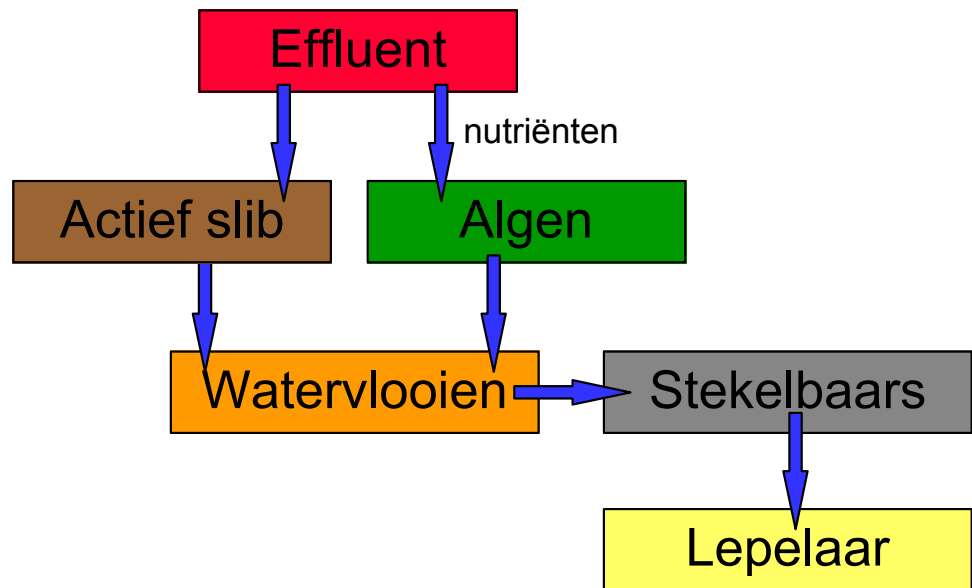 Effluent
nutriënten
Actief slib
Algen
Watervlooien
Stekelbaars
Lepelaar